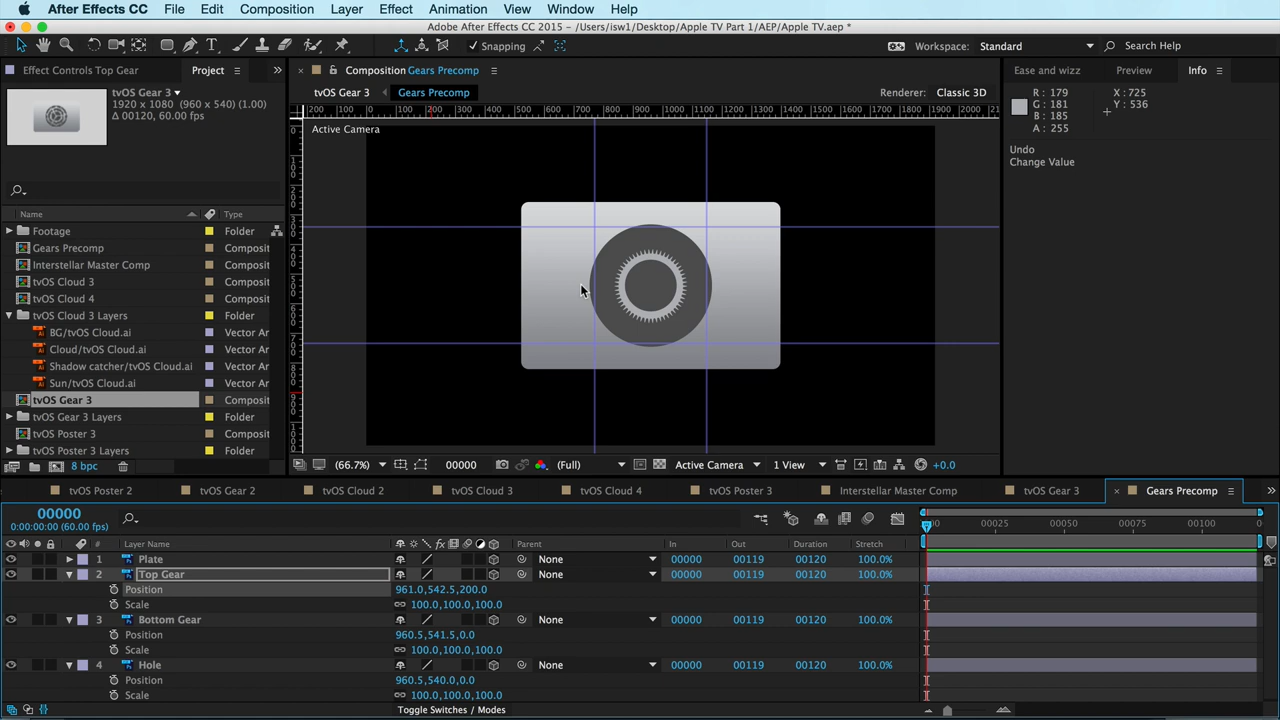 After Effects CC File Edit Composition Layer Effect Animation View Window Help
Adobe After Effects CC 2015 - /Users/isw1/Desktop/Apple TV Part 1/AEP/Apple TV.aep *
Snapping Workspace: Standard Search Help
Effect Controls Top Gear Project Composition Gears Precomp Ease and wizz Preview Info
tvOS Gear 3
1920 x 1080 (960 x 540) (1.00)
Δ 00120, 60.00 fps
tvOS Gear 3 Gears Precomp Renderer: Classic 3D
R : 179 X : 725
G : 181 Y : 536
B : 185
A : 255
Undo
Change Value
Active Camera
Name Type
Footage Folder
Gears Precomp Composit
Interstellar Master Comp Composit
tvOS Cloud 3 Composit
tvOS Cloud 4 Composit
tvOS Cloud 3 Layers Folder
BG/tvOS Cloud.ai Vector Ar
Cloud/tvOS Cloud.ai Vector Ar
Shadow catcher/tvOS Cloud.ai Vector Ar
Sun/tvOS Cloud.ai Vector Ar
tvOS Gear 3 Composit
tvOS Gear 3 Layers Folder
tvOS Poster 3 Composit
tvOS Poster 3 Layers Folder
8 bpc (66.7%) 00000 (Full) Active Camera 1 View +0.0
tvOS Poster 2 tvOS Gear 2 tvOS Cloud 2 tvOS Cloud 3 tvOS Cloud 4 tvOS Poster 3 Interstellar Master Comp tvOS Gear 3 Gears Precomp
00000
0:00:00:00 (60.00 fps)
00025 00050 00075 00100
# Layer Name Parent In Out Duration Stretch
1 Plate None 00000 00119 00120 100.0%
2 Top Gear None 00000 00119 00120 100.0%
Position 961.0,542.5,200.0
Scale 100.0,100.0,100.0%
3 Bottom Gear None 00000 00119 00120 100.0%
Position 960.5,541.5,0.0
Scale 100.0,100.0,100.0%
4 Hole None 00000 00119 00120 100.0%
Position 960.5,540.0,0.0
Scale 100.0,100.0,100.0%
Toggle Switches / Modes